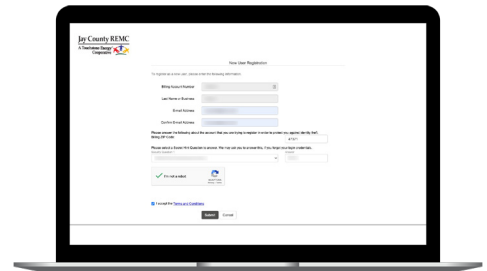 Jay County REMC
A Touchstone Energy®
Cooperative
New User Registration
To register as a new user, please enter the following information.
Billing Account Number
Last Name or Business
E-mail Address
Confirm E-mail Address
Please answer the following about the account that you are trying to register in order to protect you against identity theft.
Billing ZIP Code
47371
Please select a Secret Hint Question to answer. We may ask you to answer this, if you forget your login credentials.
I'm not a robot
I accept the Terms and Conditions
Submit
Cancel